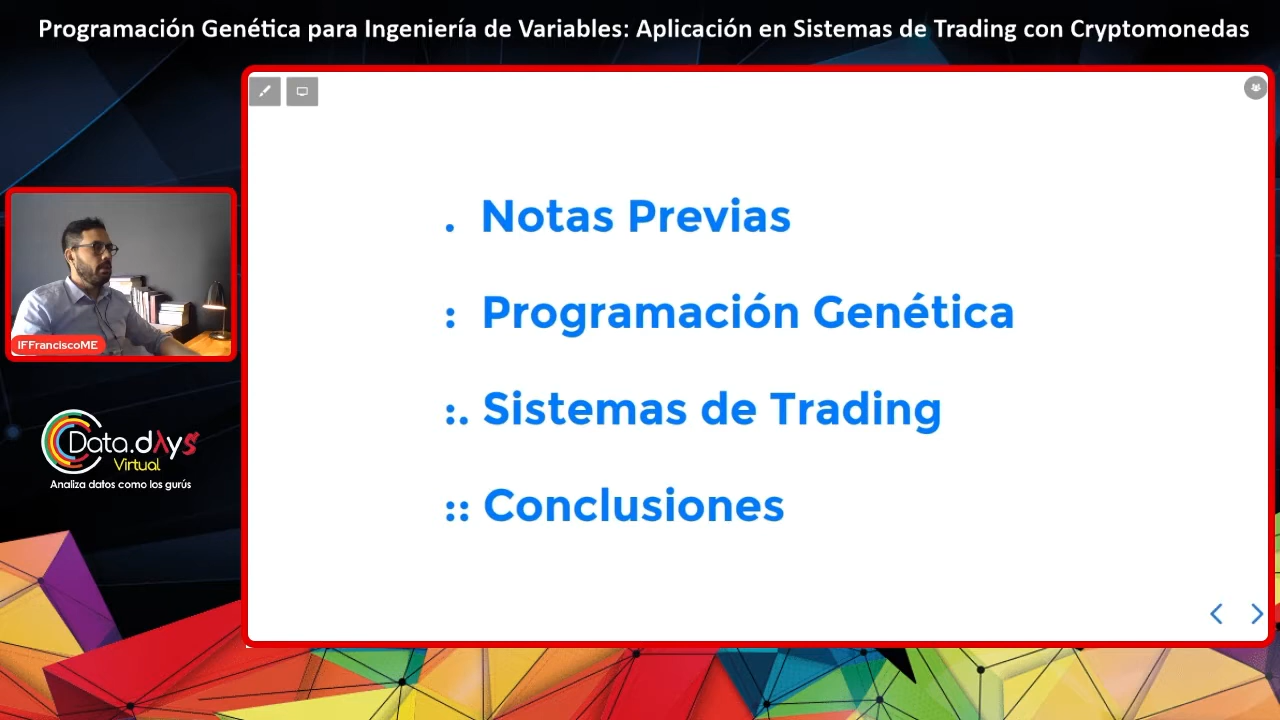 Programación Genética para Ingeniería de Variables: Aplicación en Sistemas de Trading con Cryptomonedas
. Notas Previas
: Programación Genética
:. Sistemas de Trading
:: Conclusiones
IFFranciscoME
Data.dλys
Virtual
Analiza datos como los gurús